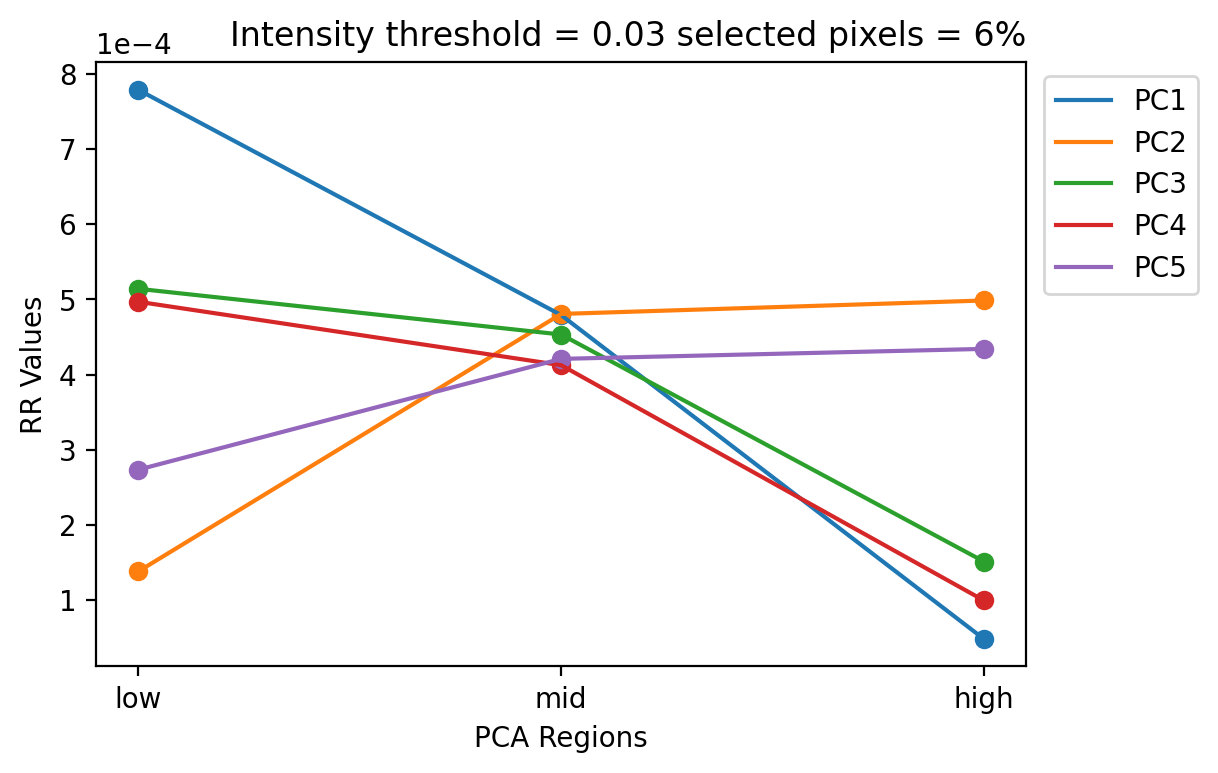 Intensity threshold = 0.03 selected pixels = 6%
1e−4
8
7
6
5
4
3
2
1
RR Values
low
mid
high
PCA Regions
PC1
PC2
PC3
PC4
PC5